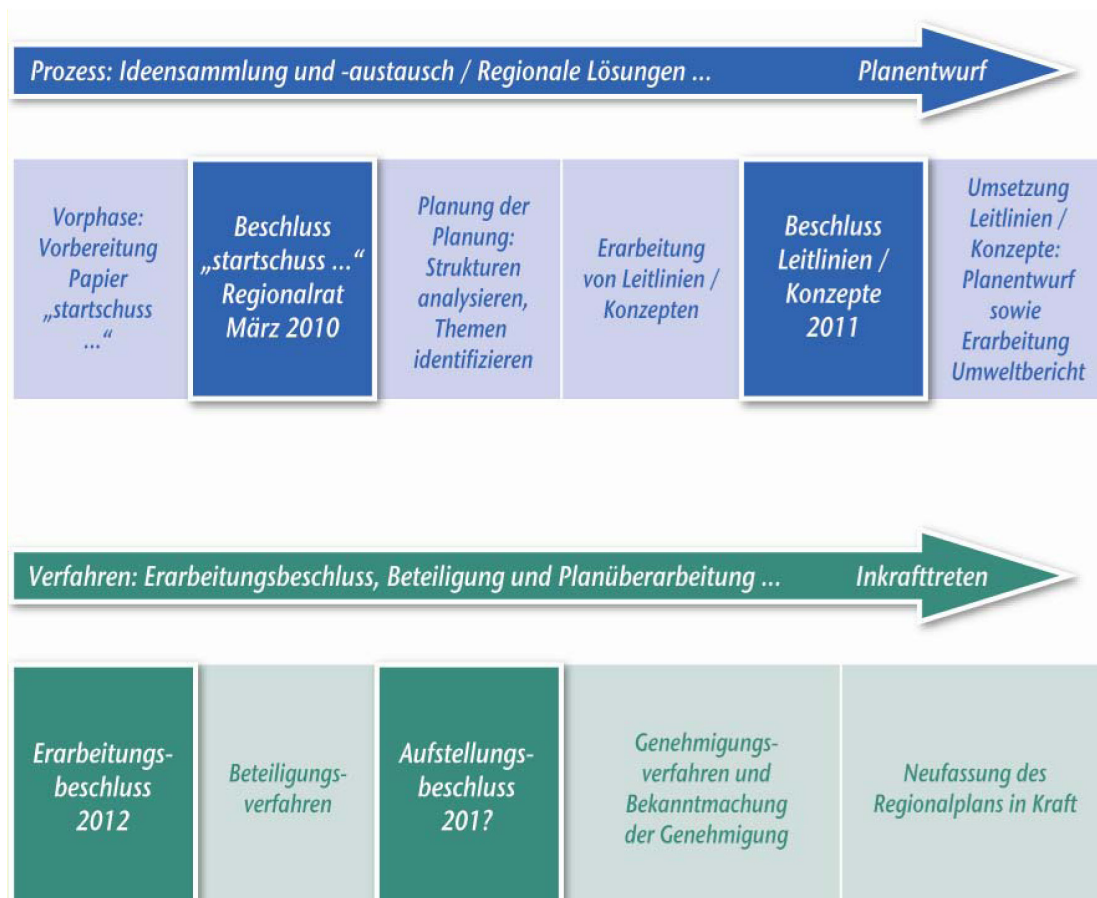 Prozess: Ideensammlung und -austausch / Regionale Lösungen ... Planentwurf
Vorphase:
Vorbereitung
Papier
„startschuss
...“
Beschluss
„startschuss ...“
Regionalrat
März 2010
Planung der
Planung:
Strukturen
analysieren,
Themen
identifizieren
Erarbeitung
von Leitlinien /
Konzepten
Beschluss
Leitlinien /
Konzepte
2011
Umsetzung
Leitlinien /
Konzepte:
Planentwurf
sowie
Erarbeitung
Umweltbericht
Verfahren: Erarbeitungsbeschluss, Beteiligung und Planüberarbeitung ... Inkrafttreten
Erarbeitungs-
beschluss
2012
Beteiligungs-
verfahren
Aufstellungs-
beschluss
201?
Genehmigungs-
verfahren und
Bekanntmachung
der Genehmigung
Neufassung des
Regionalplans in Kraft